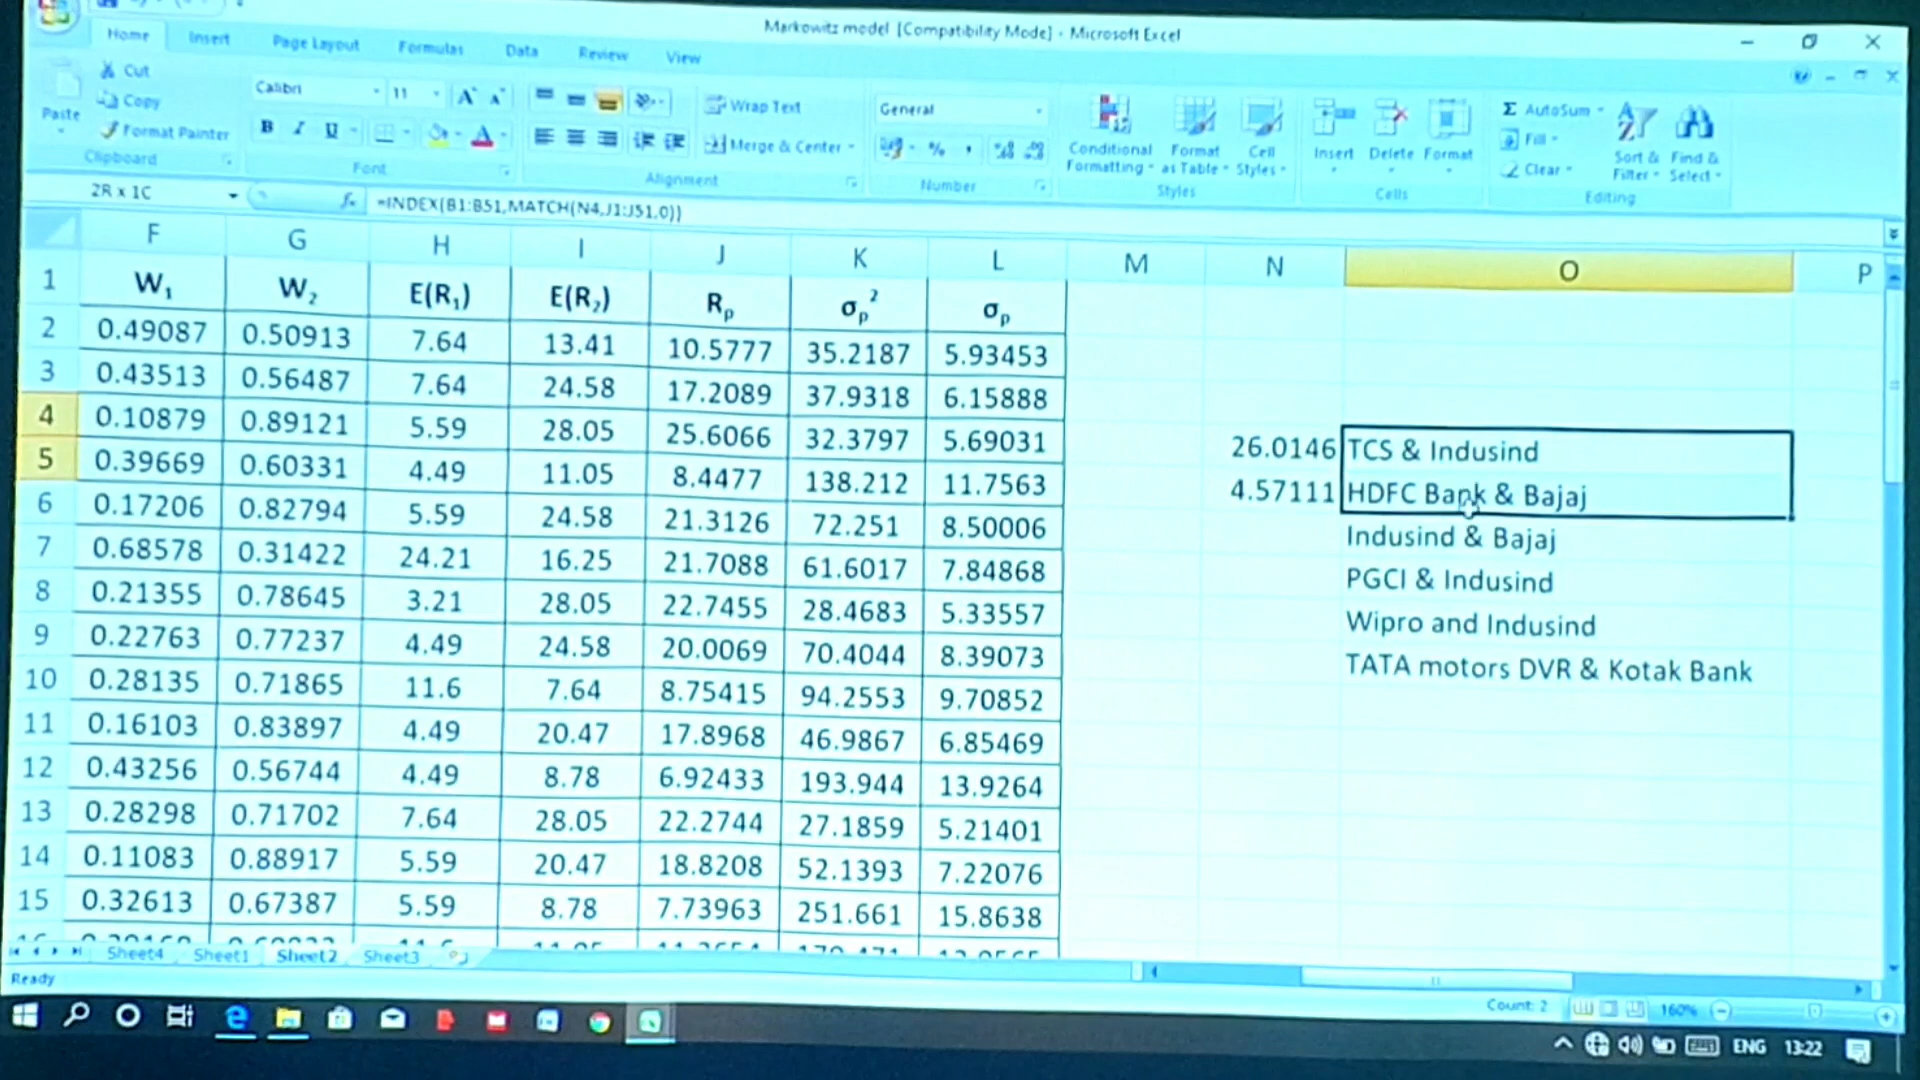 Markowitz model [Compatibility Mode] - Microsoft Excel
Home Insert Page Layout Formulas Data Review View
Paste Cut Copy Format Painter Clipboard
Calibri 11 B I U Font
Wrap Text Merge & Center Alignment
General % , Number
Conditional Formatting Format as Table Cell Styles Styles
Insert Delete Format Cells
Σ AutoSum Fill Clear Sort & Filter Find & Select Editing
2R x 1C fx =INDEX(B1:B51,MATCH(N4,J1:J51,0))
F G H I J K L M N O P
1 W₁ W₂ E(R₁) E(R₂) Rₚ σₚ² σₚ
2 0.49087 0.50913 7.64 13.41 10.5777 35.2187 5.93453
3 0.43513 0.56487 7.64 24.58 17.2089 37.9318 6.15888
4 0.10879 0.89121 5.59 28.05 25.6066 32.3797 5.69031 26.0146 TCS & Indusind
5 0.39669 0.60331 4.49 11.05 8.4477 138.212 11.7563 4.57111 HDFC Bank & Bajaj
6 0.17206 0.82794 5.59 24.58 21.3126 72.251 8.50006 Indusind & Bajaj
7 0.68578 0.31422 24.21 16.25 21.7088 61.6017 7.84868 PGCI & Indusind
8 0.21355 0.78645 3.21 28.05 22.7455 28.4683 5.33557 Wipro and Indusind
9 0.22763 0.77237 4.49 24.58 20.0069 70.4044 8.39073 TATA motors DVR & Kotak Bank
10 0.28135 0.71865 11.6 7.64 8.75415 94.2553 9.70852
11 0.16103 0.83897 4.49 20.47 17.8968 46.9867 6.85469
12 0.43256 0.56744 4.49 8.78 6.92433 193.944 13.9264
13 0.28298 0.71702 7.64 28.05 22.2744 27.1859 5.21401
14 0.11083 0.88917 5.59 20.47 18.8208 52.1393 7.22076
15 0.32613 0.67387 5.59 8.78 7.73963 251.661 15.8638
Sheet4 Sheet1 Sheet2 Sheet3
Ready Count: 2 160%
ENG 13:22